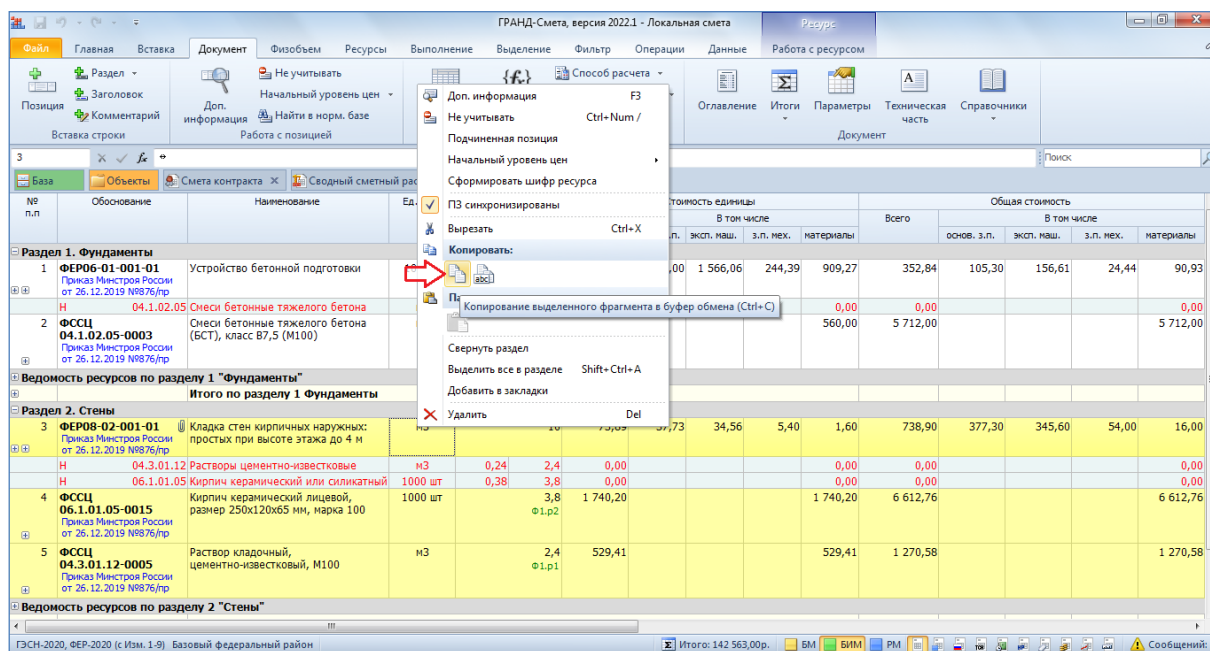 ГРАНД-Смета, версия 2022.1 - Локальная смета
Ресурс
Файл Главная Вставка Документ Физобъем Ресурсы Выполнение Выделение Фильтр Операции Данные Работа с ресурсом
Позиция
Раздел
Заголовок
Комментарий
Вставка строки
Доп. информация
Не учитывать
Начальный уровень цен
Найти в норм. базе
Работа с позицией
{fx}
Способ расчета
Оглавление
Итоги
Параметры
Техническая часть
Справочники
Документ
3 fx
Поиск
База Объекты Смета контракта Сводный сметный рас
№ п.п Обоснование Наименование Ед. тоимость единицы Общая стоимость
В том числе Всего В том числе
.п. эксп. маш. з.п. мех. материалы основ. з.п. эксп. маш. з.п. мех. материалы
Раздел 1. Фундаменты
1 ФЕР06-01-001-01 Устройство бетонной подготовки ,00 1 566,06 244,39 909,27 352,84 105,30 156,61 24,44 90,93
Приказ Минстроя России
от 26.12.2019 №876/пр
Н 04.1.02.05 Смеси бетонные тяжелого бетона 0,00 0,00 0,00
2 ФССЦ Смеси бетонные тяжелого бетона 560,00 5 712,00 5 712,00
04.1.02.05-0003 (БСТ), класс В7,5 (М100)
Приказ Минстроя России
от 26.12.2019 №876/пр
Ведомость ресурсов по разделу 1 "Фундаменты"
Итого по разделу 1 Фундаменты
Раздел 2. Стены
3 ФЕР08-02-001-01 Кладка стен кирпичных наружных: 37,73 34,56 5,40 1,60 738,90 377,30 345,60 54,00 16,00
Приказ Минстроя России простых при высоте этажа до 4 м
от 26.12.2019 №876/пр
Н 04.3.01.12 Растворы цементно-известковые м3 0,24 2,4 0,00 0,00 0,00 0,00
Н 06.1.01.05 Кирпич керамический или силикатный 1000 шт 0,38 3,8 0,00 0,00 0,00 0,00
4 ФССЦ Кирпич керамический лицевой, 1000 шт 3,8 1 740,20 1 740,20 6 612,76 6 612,76
06.1.01.05-0015 размер 250х120х65 мм, марка 100 Ф1.р2
Приказ Минстроя России
от 26.12.2019 №876/пр
5 ФССЦ Раствор кладочный, м3 2,4 529,41 529,41 1 270,58 1 270,58
04.3.01.12-0005 цементно-известковый, М100 Ф1.р1
Приказ Минстроя России
от 26.12.2019 №876/пр
Ведомость ресурсов по разделу 2 "Стены"
Доп. информация F3
Не учитывать Ctrl+Num /
Подчиненная позиция
Начальный уровень цен
Сформировать шифр ресурса
ПЗ синхронизированы
Вырезать Ctrl+X
Копировать:
abc
Копирование выделенного фрагмента в буфер обмена (Ctrl+C)
Свернуть раздел
Выделить все в разделе Shift+Ctrl+A
Добавить в закладки
Удалить Del
ГЭСН-2020, ФЕР-2020 (с Изм. 1-9) Базовый федеральный район Итого: 142 563,00р. БМ БИМ РМ Сообщений: